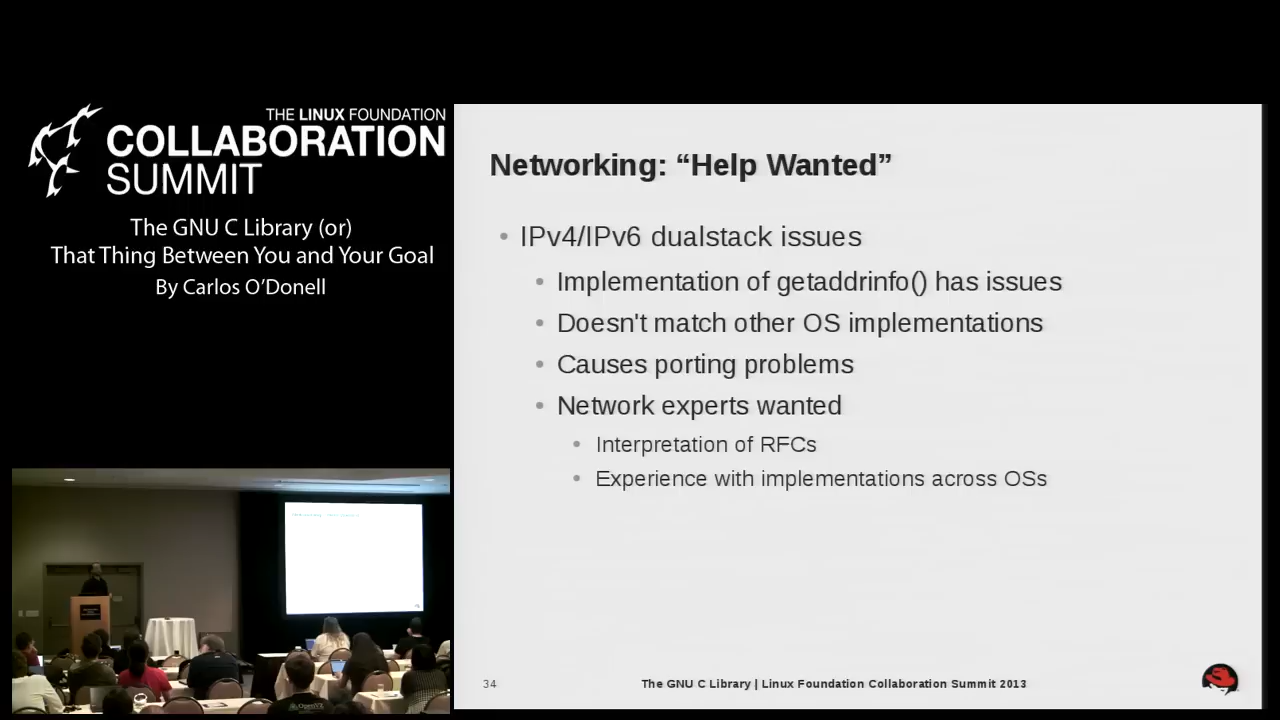 THE LINUX FOUNDATION
COLLABORATION
SUMMIT
The GNU C Library (or)
That Thing Between You and Your Goal
By Carlos O'Donell
Networking: “Help Wanted”
• IPv4/IPv6 dualstack issues
• Implementation of getaddrinfo() has issues
• Doesn't match other OS implementations
• Causes porting problems
• Network experts wanted
• Interpretation of RFCs
• Experience with implementations across OSs
34
The GNU C Library | Linux Foundation Collaboration Summit 2013